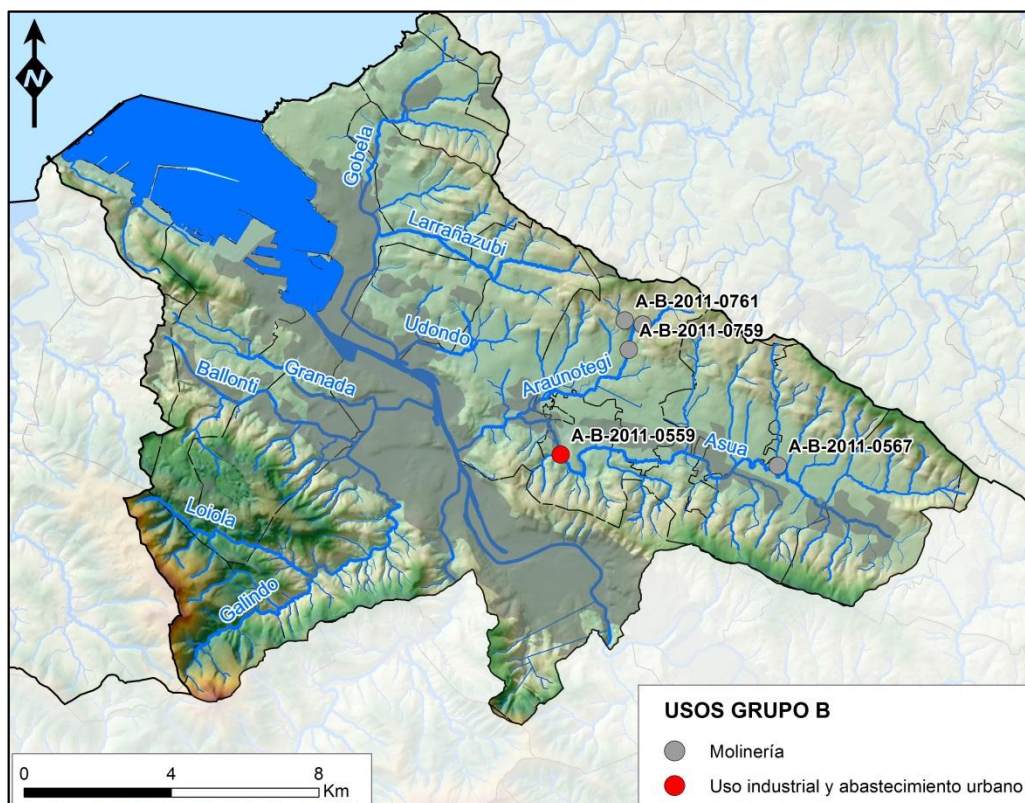 N
Gobela
Larrañazubi
A-B-2011-0761
A-B-2011-0759
Udondo
Araunotegi
Granada
Ballonti
A-B-2011-0559
Asua
A-B-2011-0567
Loiola
Galindo
USOS GRUPO B
Molinería
Uso industrial y abastecimiento urbano
0 4 8
Km